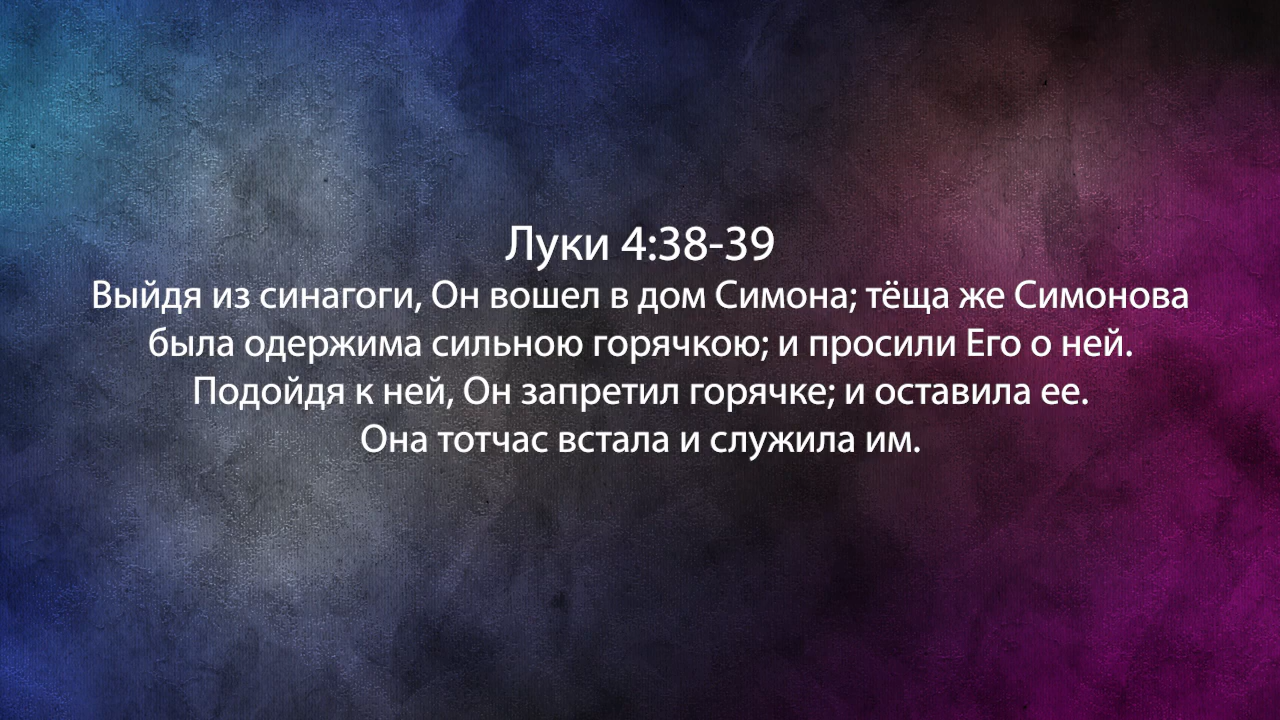 Луки 4:38-39
Выйдя из синагоги, Он вошел в дом Симона; тёща же Симонова
была одержима сильною горячкою; и просили Его о ней.
Подойдя к ней, Он запретил горячке; и оставила ее.
Она тотчас встала и служила им.